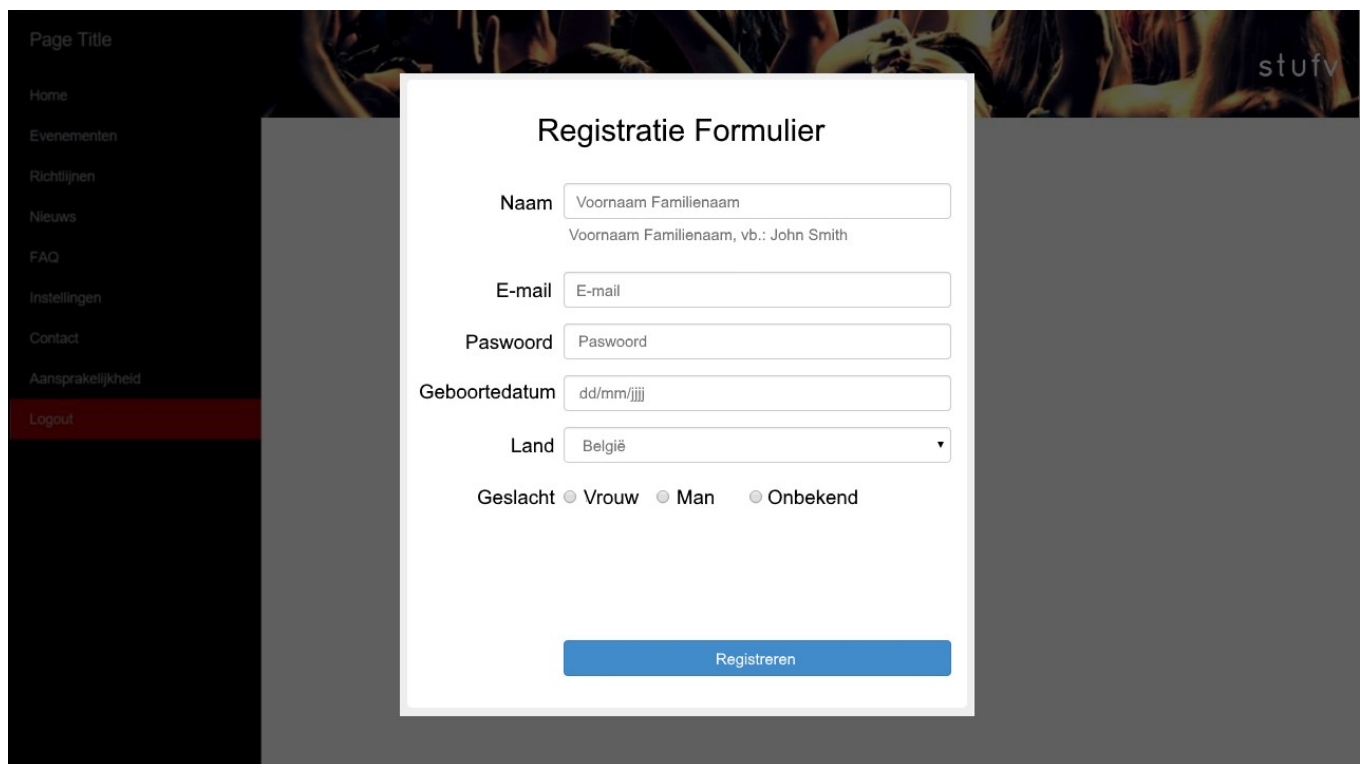 Page Title
stufv
Home
Evenementen
Richtlijnen
Nieuws
FAQ
Instellingen
Contact
Aansprakelijkheid
Logout
Registratie Formulier
Naam Voornaam Familienaam
Voornaam Familienaam, vb.: John Smith
E-mail E-mail
Paswoord Paswoord
Geboortedatum dd/mm/jjjj
Land België
Geslacht Vrouw Man Onbekend
Registreren